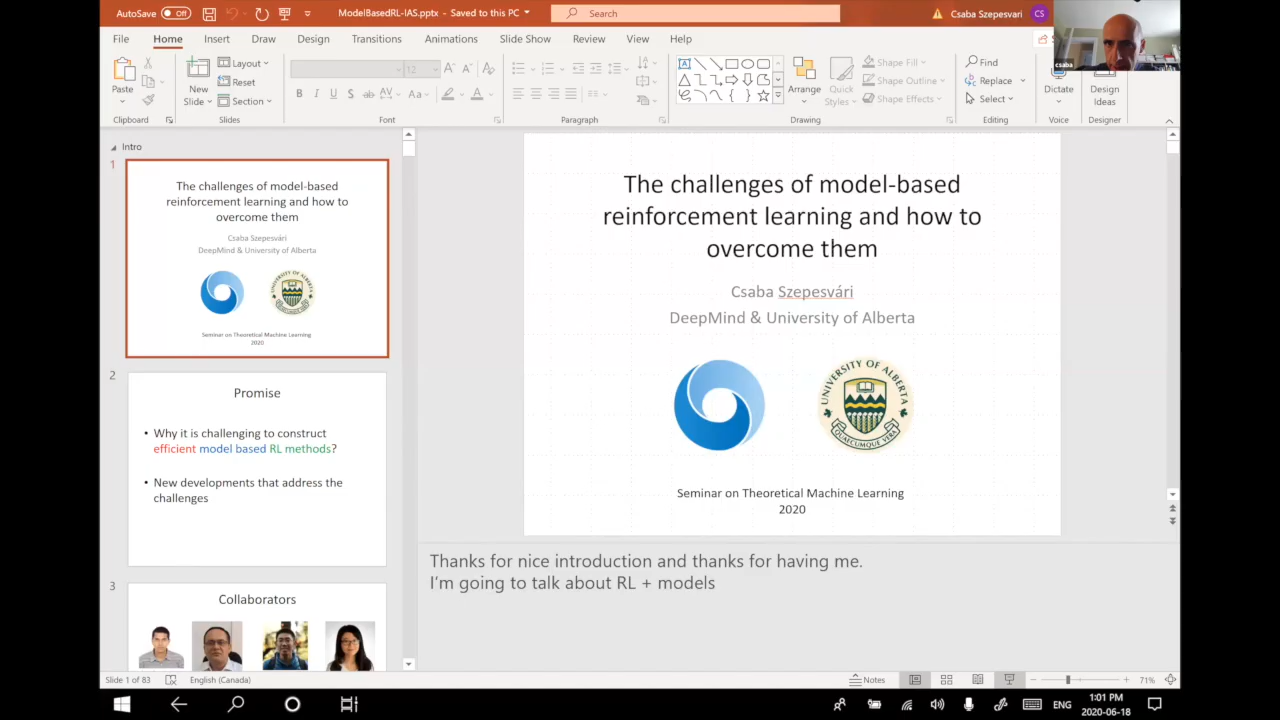 AutoSave Off ModelBasedRL-IAS.pptx - Saved to this PC Search Csaba Szepesvari CS
File Home Insert Draw Design Transitions Animations Slide Show Review View Help
csaba
Paste
New
Slide
Layout
Reset
Section
12
Arrange
Quick
Styles
Shape Fill
Shape Outline
Shape Effects
Find
Replace
Select
Dictate
Design
Ideas
Clipboard Slides Font Paragraph Drawing Editing Voice Designer
Intro
1
The challenges of model-based
reinforcement learning and how to
overcome them
Csaba Szepesvári
DeepMind & University of Alberta
Seminar on Theoretical Machine Learning
2020
2
Promise
• Why it is challenging to construct
efficient model based RL methods?
• New developments that address the
challenges
3
Collaborators
The challenges of model-based
reinforcement learning and how to
overcome them
Csaba Szepesvári
DeepMind & University of Alberta
UNIVERSITY OF ALBERTA
QUAECUMQUE VERA
Seminar on Theoretical Machine Learning
2020
Thanks for nice introduction and thanks for having me.
I'm going to talk about RL + models
Slide 1 of 83 English (Canada) Notes 71%
ENG
1:01 PM
2020-06-18